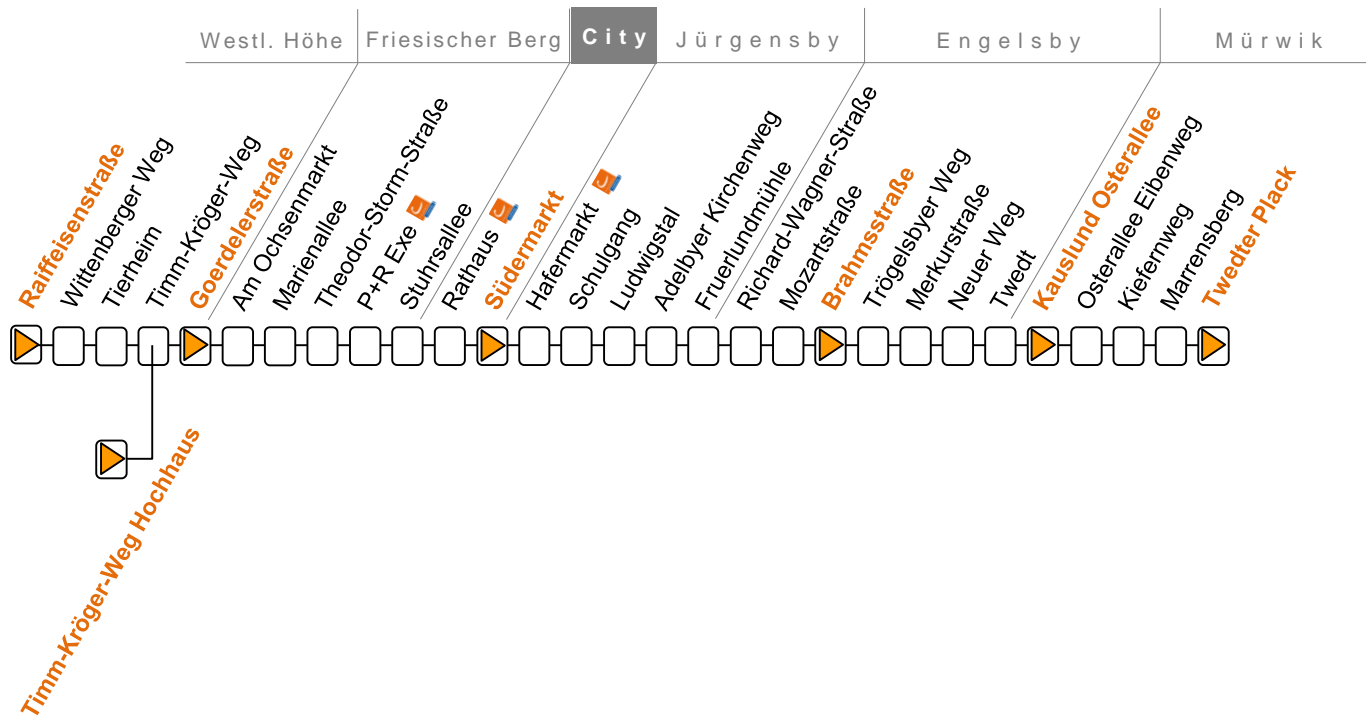 Westl. Höhe
Friesischer Berg
City
Jürgensby
Engelsby
Mürwik
Raiffeisenstraße
Wittenberger Weg
Tierheim
Timm-Kröger-Weg
Goerdelerstraße
Am Ochsenmarkt
Marienallee
Theodor-Storm-Straße
P+R Exe
Stuhrsallee
Rathaus
Südermarkt
Hafermarkt
Schulgang
Ludwigstal
Adelbyer Kirchenweg
Fruerlundmühle
Richard-Wagner-Straße
Mozartstraße
Brahmsstraße
Trögelsbyer Weg
Merkurstraße
Neuer Weg
Twedt
Kauslund Osterallee
Osterallee Eibenweg
Kiefernweg
Marrensberg
Twedter Plack
Timm-Kröger-Weg Hochhaus